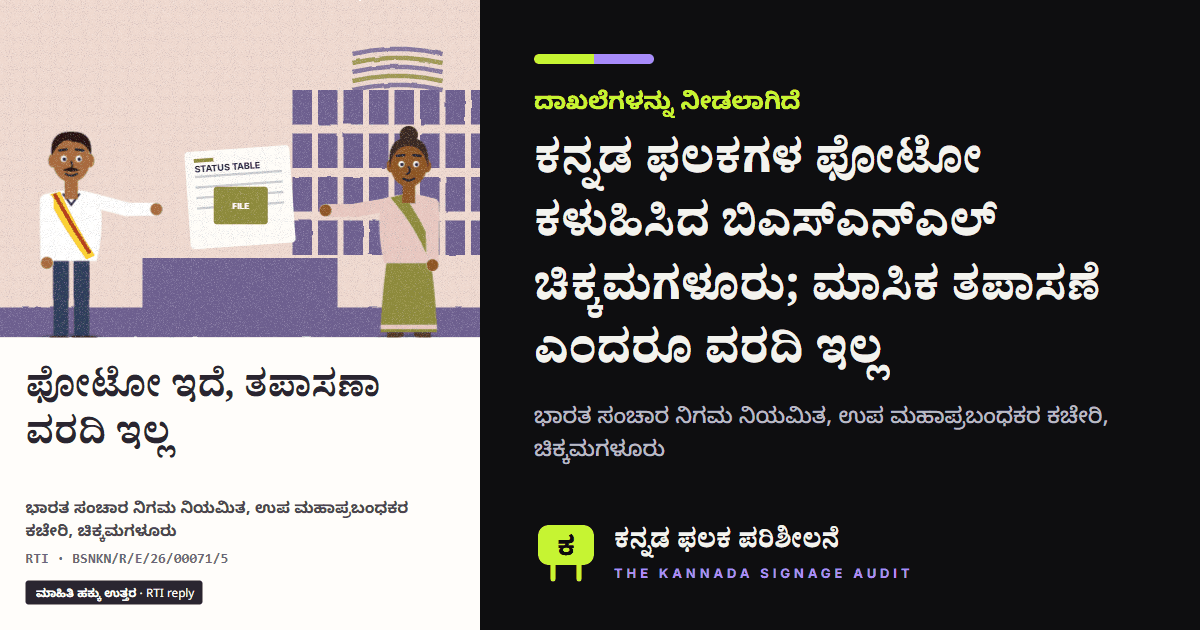 STATUS TABLE
FILE
ಫೋಟೋ ಇದೆ, ತಪಾಸಣಾ
ವರದಿ ಇಲ್ಲ
ಭಾರತ ಸಂಚಾರ ನಿಗಮ ನಿಯಮಿತ, ಉಪ ಮಹಾಪ್ರಬಂಧಕರ
ಕಚೇರಿ, ಚಿಕ್ಕಮಗಳೂರು
RTI · BSNKN/R/E/26/00071/5
ಮಾಹಿತಿ ಹಕ್ಕು ಉತ್ತರ · RTI reply
ದಾಖಲೆಗಳನ್ನು ನೀಡಲಾಗಿದೆ
ಕನ್ನಡ ಫಲಕಗಳ ಫೋಟೋ
ಕಳುಹಿಸಿದ ಬಿಎಸ್‌ಎನ್‌ಎಲ್
ಚಿಕ್ಕಮಗಳೂರು; ಮಾಸಿಕ ತಪಾಸಣೆ
ಎಂದರೂ ವರದಿ ಇಲ್ಲ
ಭಾರತ ಸಂಚಾರ ನಿಗಮ ನಿಯಮಿತ, ಉಪ ಮಹಾಪ್ರಬಂಧಕರ ಕಚೇರಿ,
ಚಿಕ್ಕಮಗಳೂರು
ಕ
ಕನ್ನಡ ಫಲಕ ಪರಿಶೀಲನೆ
THE KANNADA SIGNAGE AUDIT